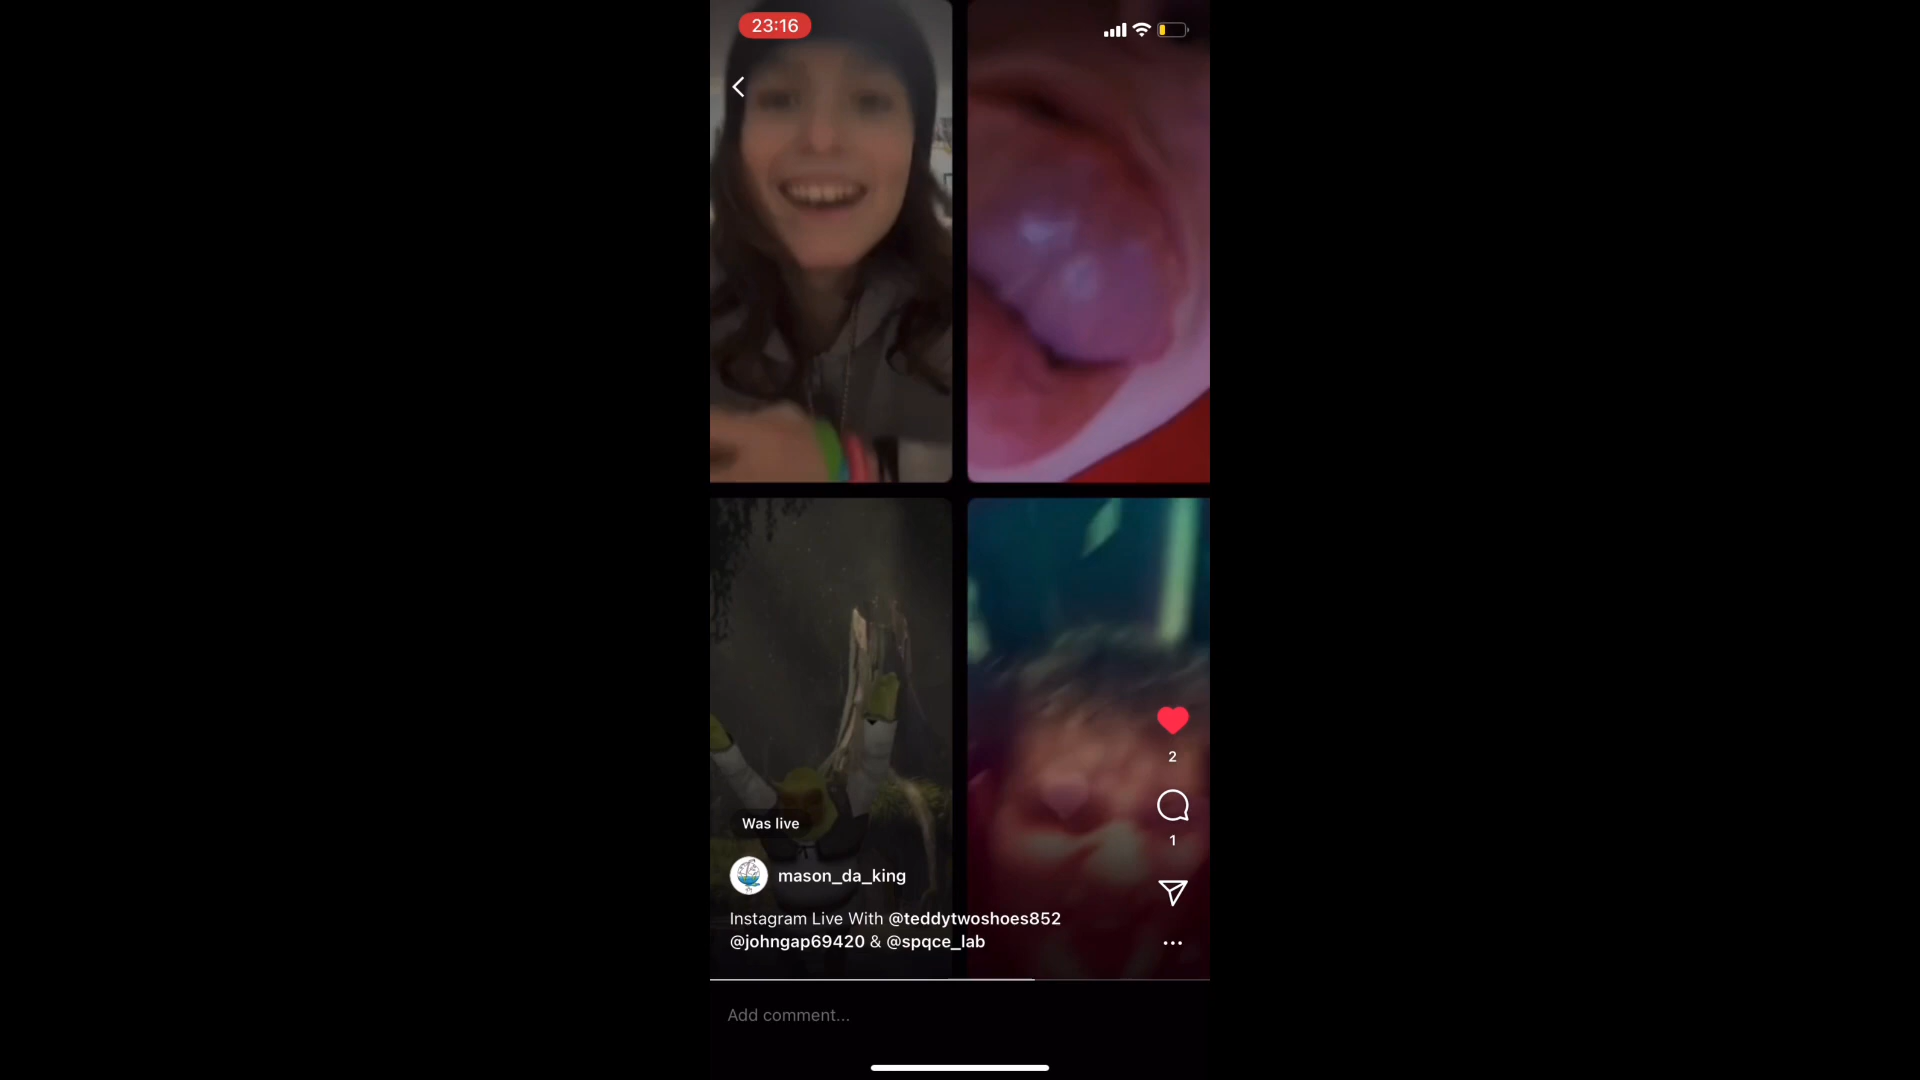 23:16
Was live
mason_da_king
Instagram Live With @teddytwoshoes852
@johngap69420 & @spqce_lab
2
1
Add comment...